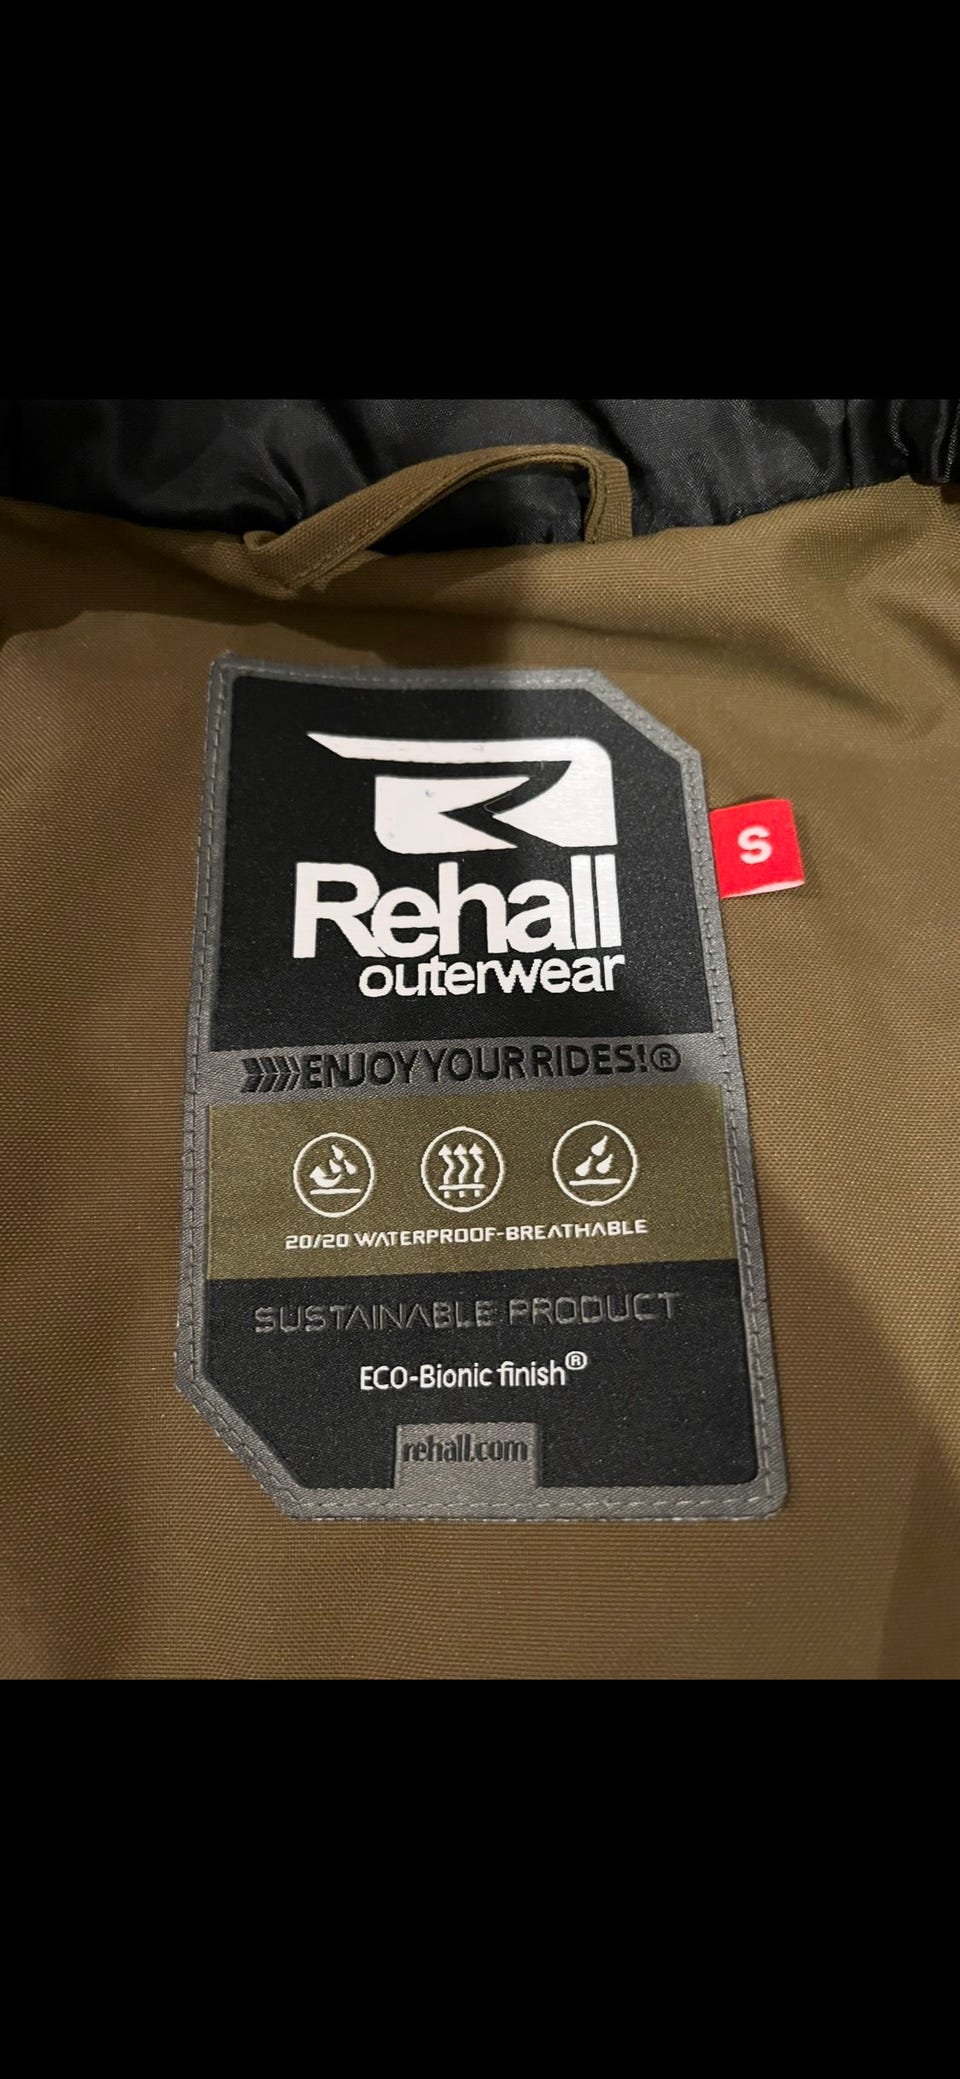 Rehall
outerwear
S
ENJOY YOUR RIDES!®
20/20 WATERPROOF-BREATHABLE
SUSTAINABLE PRODUCT
ECO-Bionic finish®
rehall.com